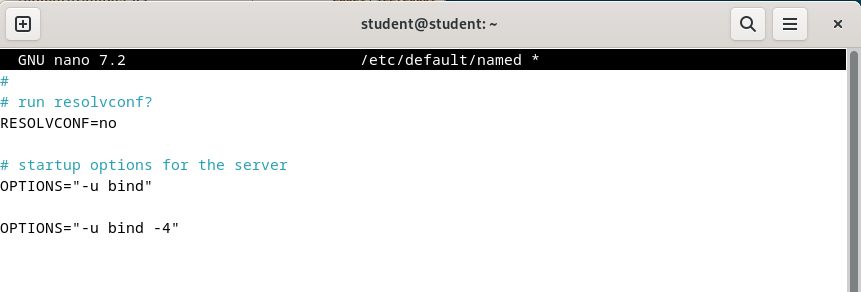 student@student: ~
GNU nano 7.2 /etc/default/named *
#
# run resolvconf?
RESOLVCONF=no
# startup options for the server
OPTIONS="-u bind"
OPTIONS="-u bind -4"